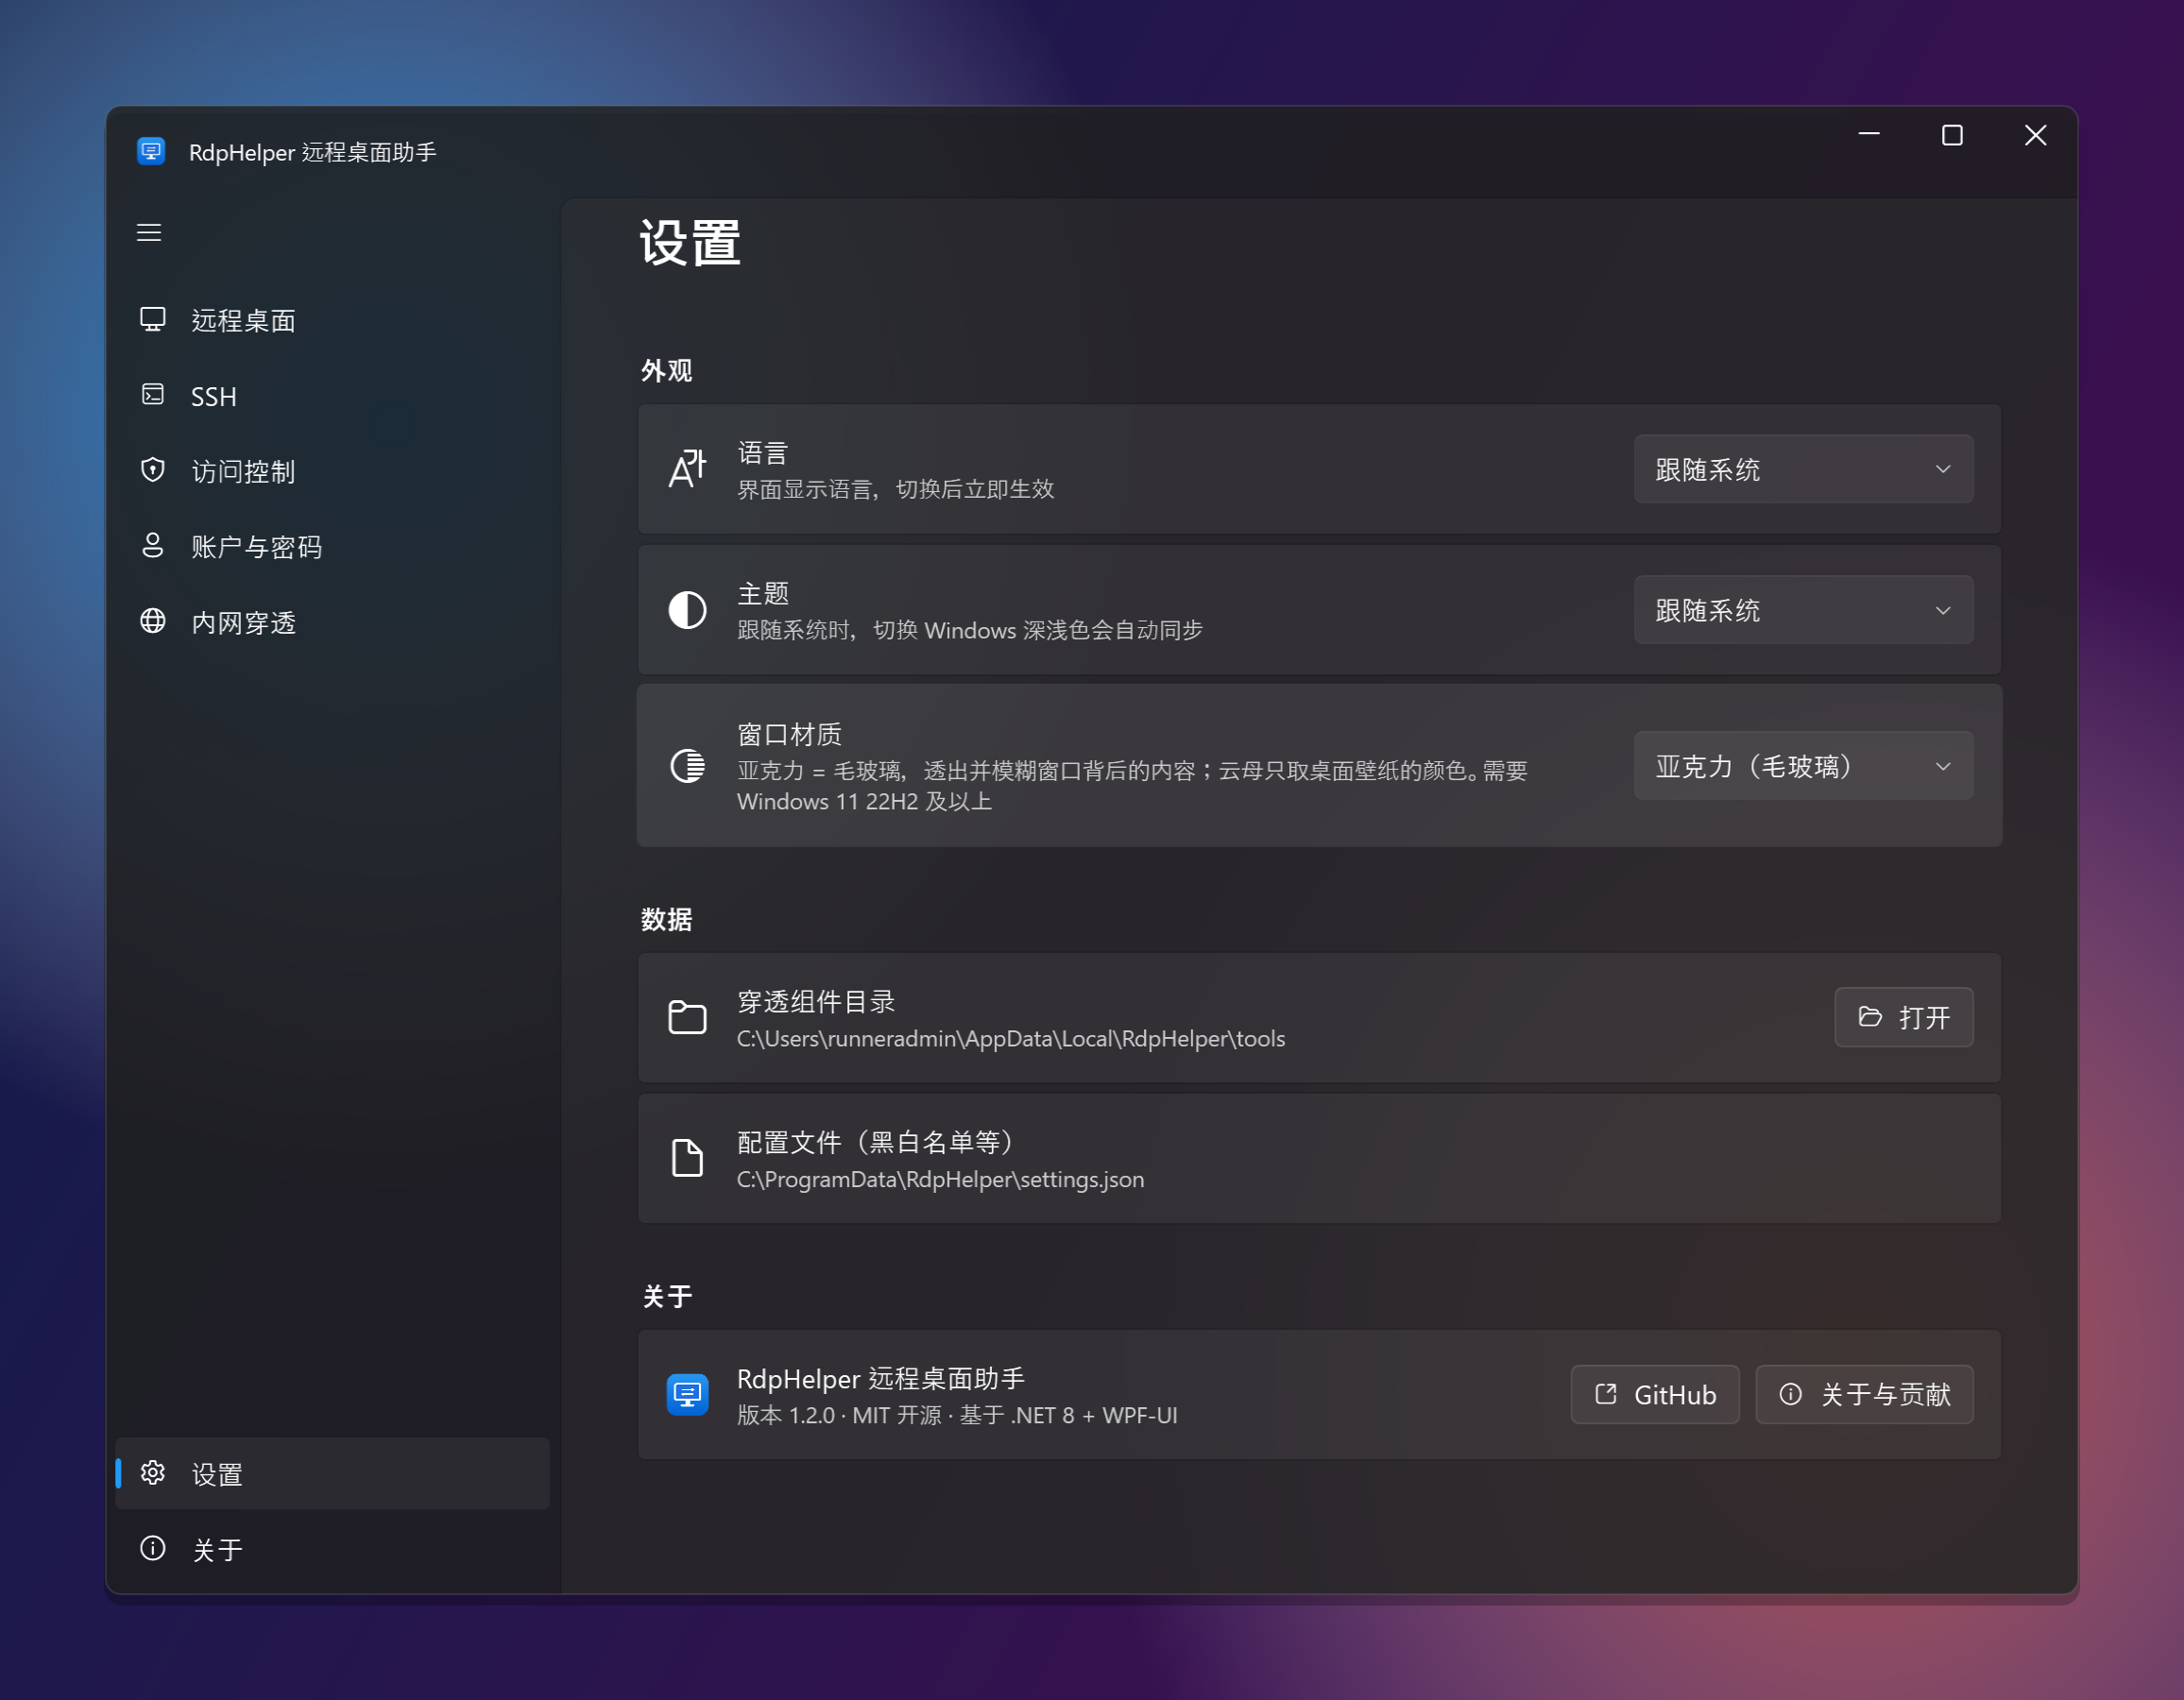 RdpHelper 远程桌面助手
远程桌面
SSH
访问控制
账户与密码
内网穿透
设置
关于
设置
外观
语言
界面显示语言，切换后立即生效
跟随系统
主题
跟随系统时，切换 Windows 深浅色会自动同步
跟随系统
窗口材质
亚克力 = 毛玻璃，透出并模糊窗口背后的内容；云母只取桌面壁纸的颜色。需要
Windows 11 22H2 及以上
亚克力（毛玻璃）
数据
穿透组件目录
C:\Users\runneradmin\AppData\Local\RdpHelper\tools
打开
配置文件（黑白名单等）
C:\ProgramData\RdpHelper\settings.json
关于
RdpHelper 远程桌面助手
版本 1.2.0 · MIT 开源 · 基于 .NET 8 + WPF-UI
GitHub
关于与贡献